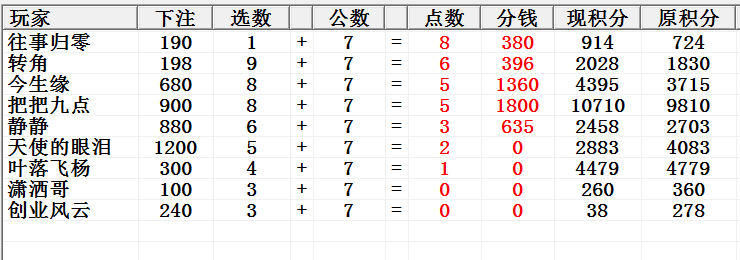 玩家 下注 选数 公数 点数 分钱 现积分 原积分
往事归零 190 1 + 7 = 8 380 914 724
转角 198 9 + 7 = 6 396 2028 1830
今生缘 680 8 + 7 = 5 1360 4395 3715
把把九点 900 8 + 7 = 5 1800 10710 9810
静静 880 6 + 7 = 3 635 2458 2703
天使的眼泪 1200 5 + 7 = 2 0 2883 4083
叶落飞杨 300 4 + 7 = 1 0 4479 4779
潇洒哥 100 3 + 7 = 0 0 260 360
创业风云 240 3 + 7 = 0 0 38 278